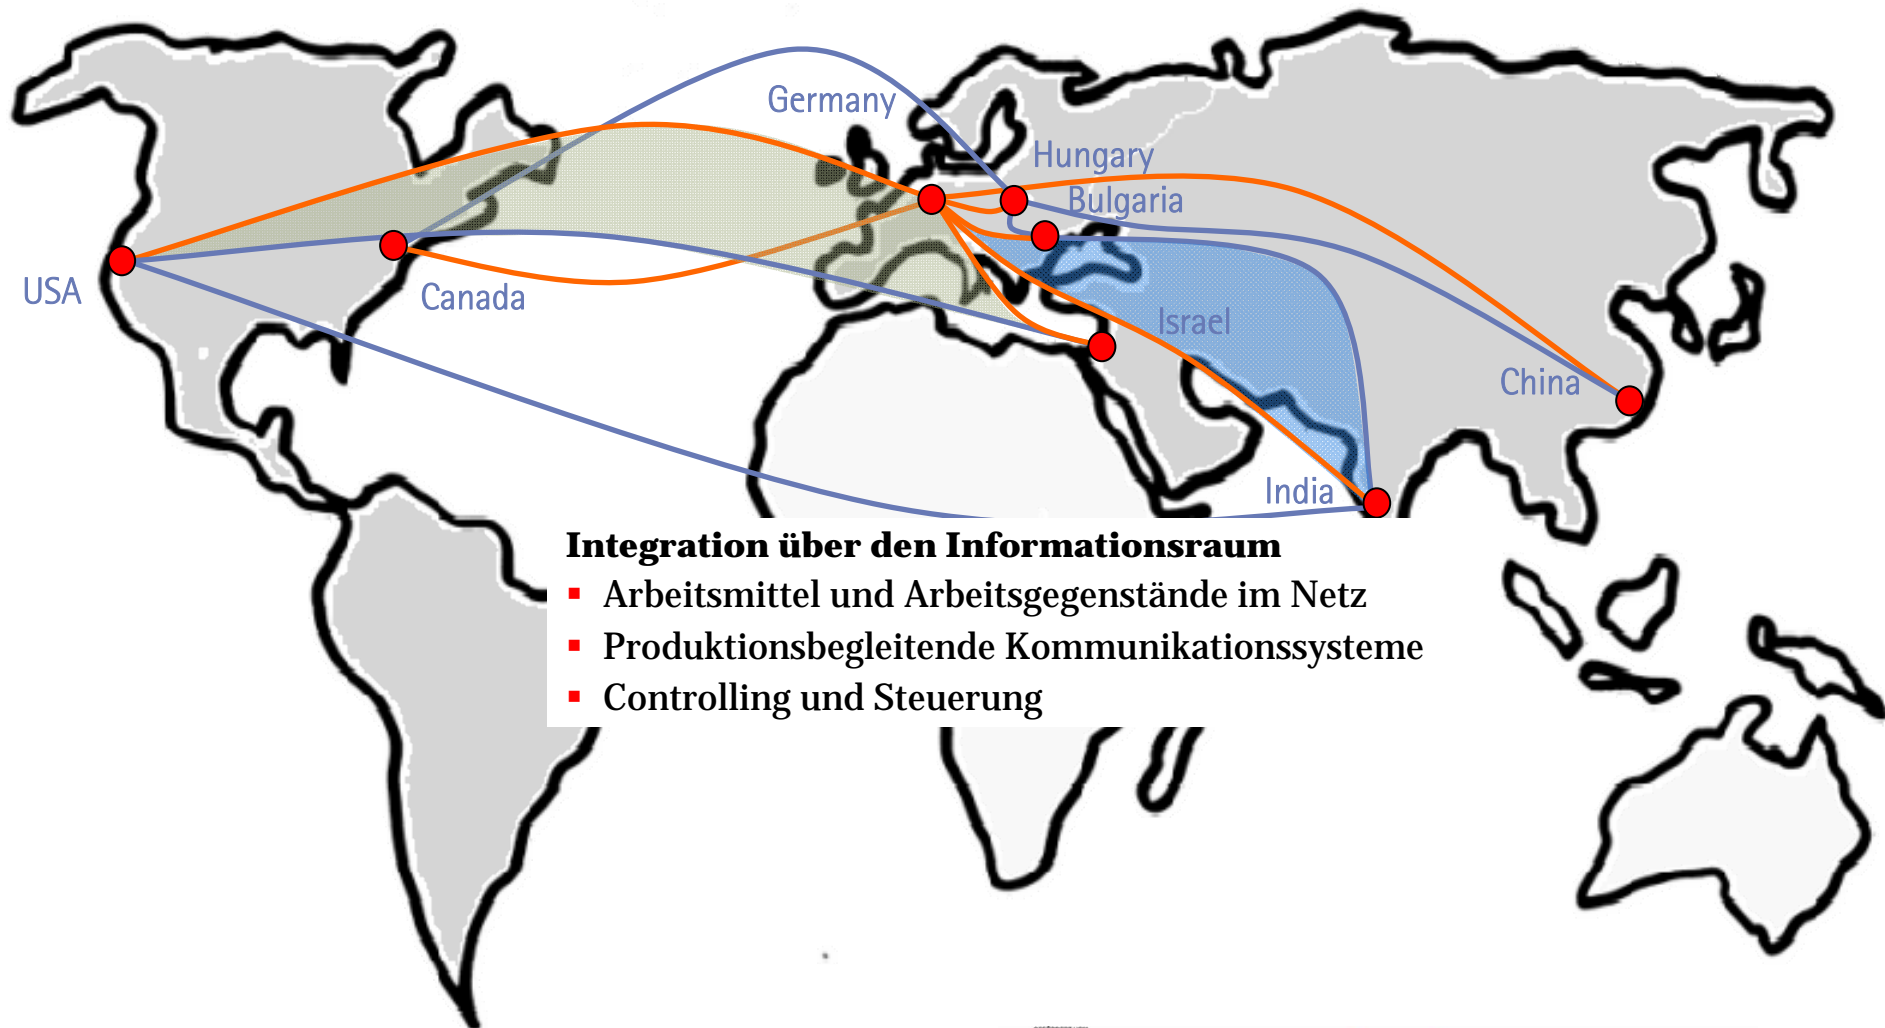 Germany
Hungary
Bulgaria
USA
Canada
Israel
China
India
Integration über den Informationsraum
▪ Arbeitsmittel und Arbeitsgegenstände im Netz
▪ Produktionsbegleitende Kommunikationssysteme
▪ Controlling und Steuerung